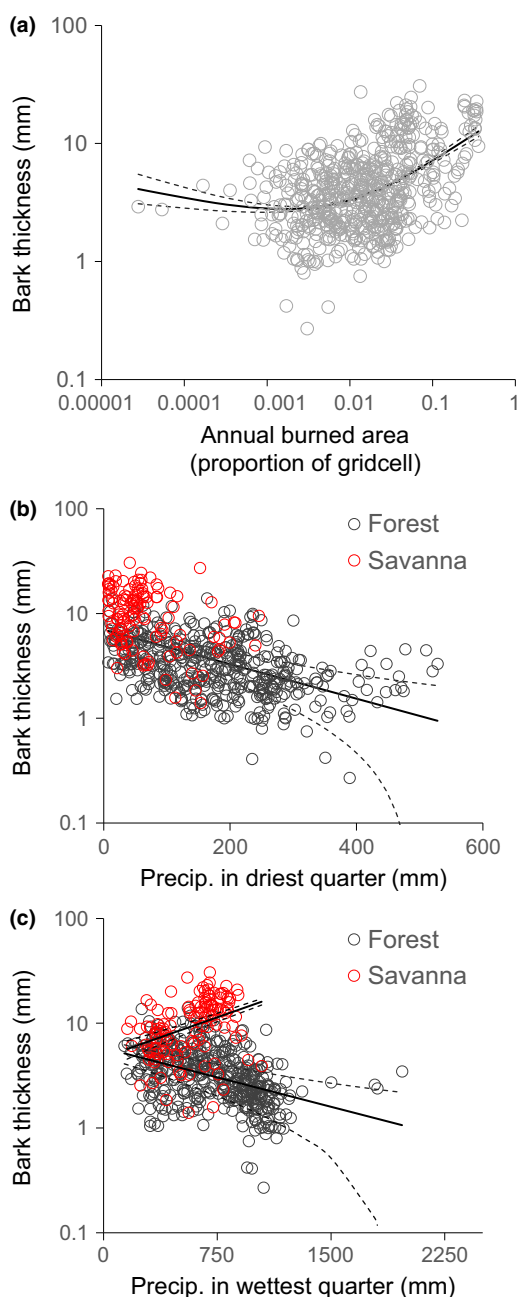 (a)
100
10
1
0.1
0.00001 0.0001 0.001 0.01 0.1 1
Bark thickness (mm)
Annual burned area
(proportion of gridcell)
(b)
100
10
1
0.1
0 200 400 600
Bark thickness (mm)
Forest
Savanna
Precip. in driest quarter (mm)
(c)
100
10
1
0.1
0 750 1500 2250
Bark thickness (mm)
Forest
Savanna
Precip. in wettest quarter (mm)